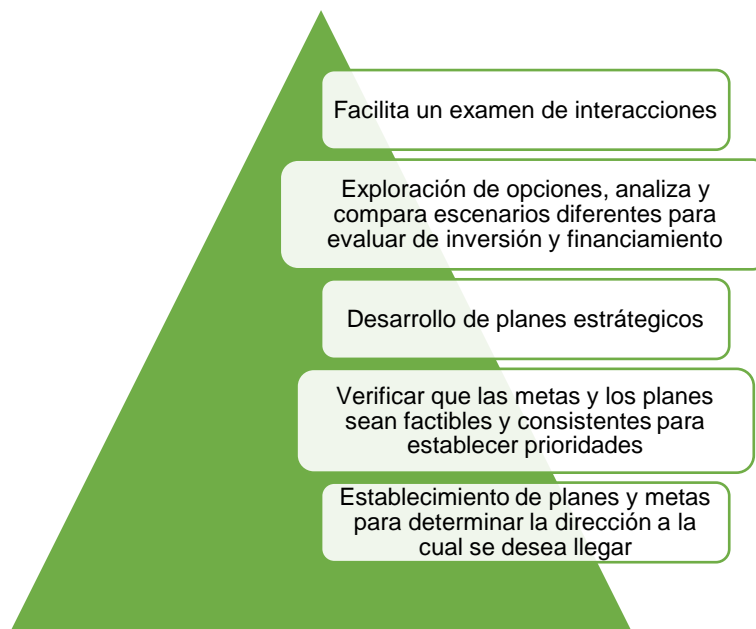 Facilita un examen de interacciones
Exploración de opciones, analiza y
compara escenarios diferentes para
evaluar de inversión y financiamiento
Desarrollo de planes estrátegicos
Verificar que las metas y los planes
sean factibles y consistentes para
establecer prioridades
Establecimiento de planes y metas
para determinar la dirección a la
cual se desea llegar